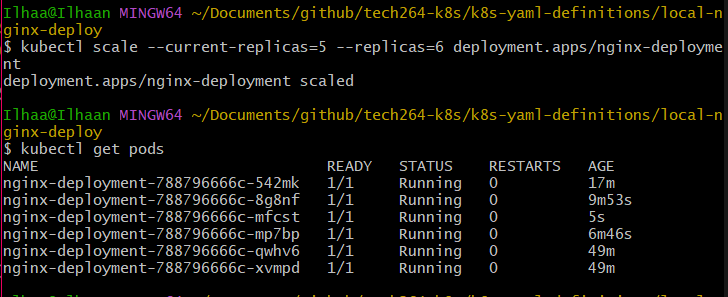 Ilhaa@Ilhaan MINGW64 ~/Documents/github/tech264-k8s/k8s-yaml-definitions/local-n
ginx-deploy
$ kubectl scale --current-replicas=5 --replicas=6 deployment.apps/nginx-deployme
nt
deployment.apps/nginx-deployment scaled
Ilhaa@Ilhaan MINGW64 ~/Documents/github/tech264-k8s/k8s-yaml-definitions/local-n
ginx-deploy
$ kubectl get pods
NAME READY STATUS RESTARTS AGE
nginx-deployment-788796666c-542mk 1/1 Running 0 17m
nginx-deployment-788796666c-8g8nf 1/1 Running 0 9m53s
nginx-deployment-788796666c-mfcst 1/1 Running 0 5s
nginx-deployment-788796666c-mp7bp 1/1 Running 0 6m46s
nginx-deployment-788796666c-qwhv6 1/1 Running 0 49m
nginx-deployment-788796666c-xvmpd 1/1 Running 0 49m